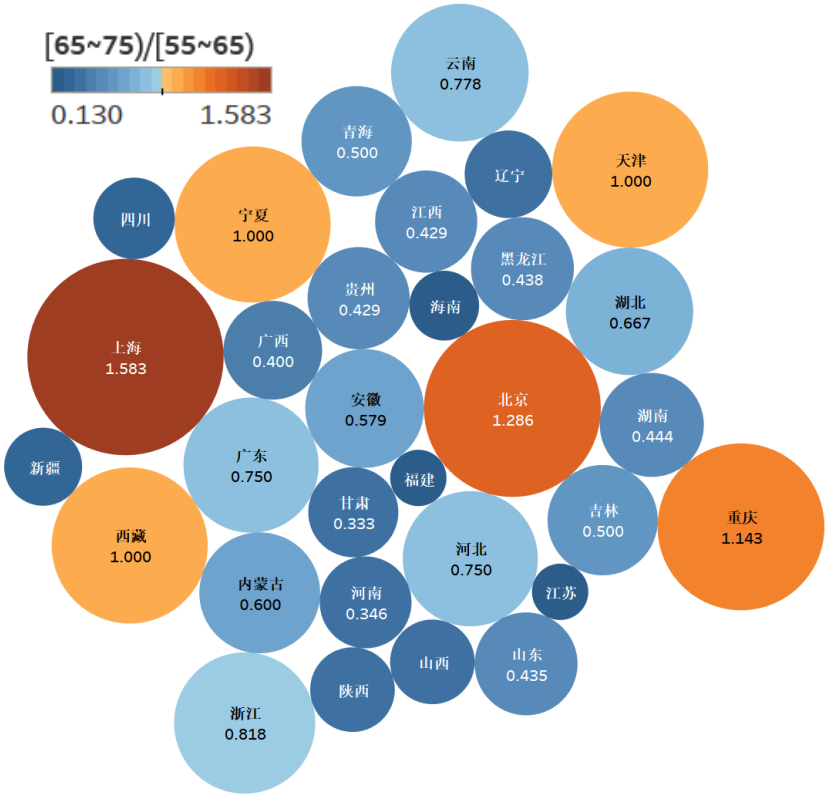 [65~75)/[55~65)
0.130 1.583
云南
0.778
青海
0.500
辽宁
天津
1.000
四川
宁夏
1.000
江西
0.429
黑龙江
0.438
贵州
0.429
海南
湖北
0.667
上海
1.583
广西
0.400
安徽
0.579
北京
1.286
湖南
0.444
新疆
广东
0.750
福建
甘肃
0.333
吉林
0.500
重庆
1.143
西藏
1.000
河北
0.750
内蒙古
0.600
河南
0.346
江苏
山西
山东
0.435
陕西
浙江
0.818